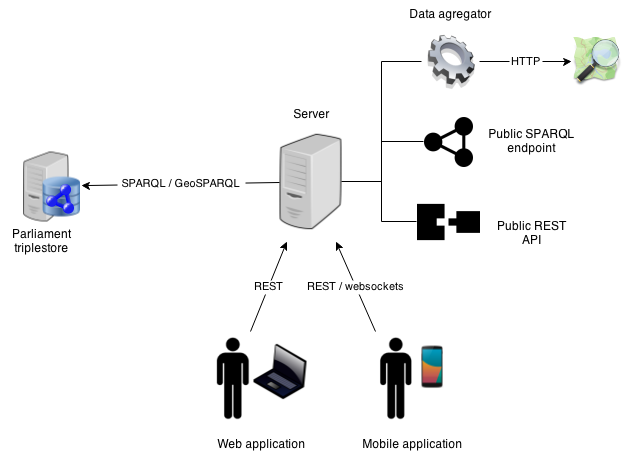 Data agregator
HTTP
Server
Public SPARQL
endpoint
SPARQL / GeoSPARQL
Parliament
triplestore
Public REST
API
REST
REST / websockets
Web application
Mobile application